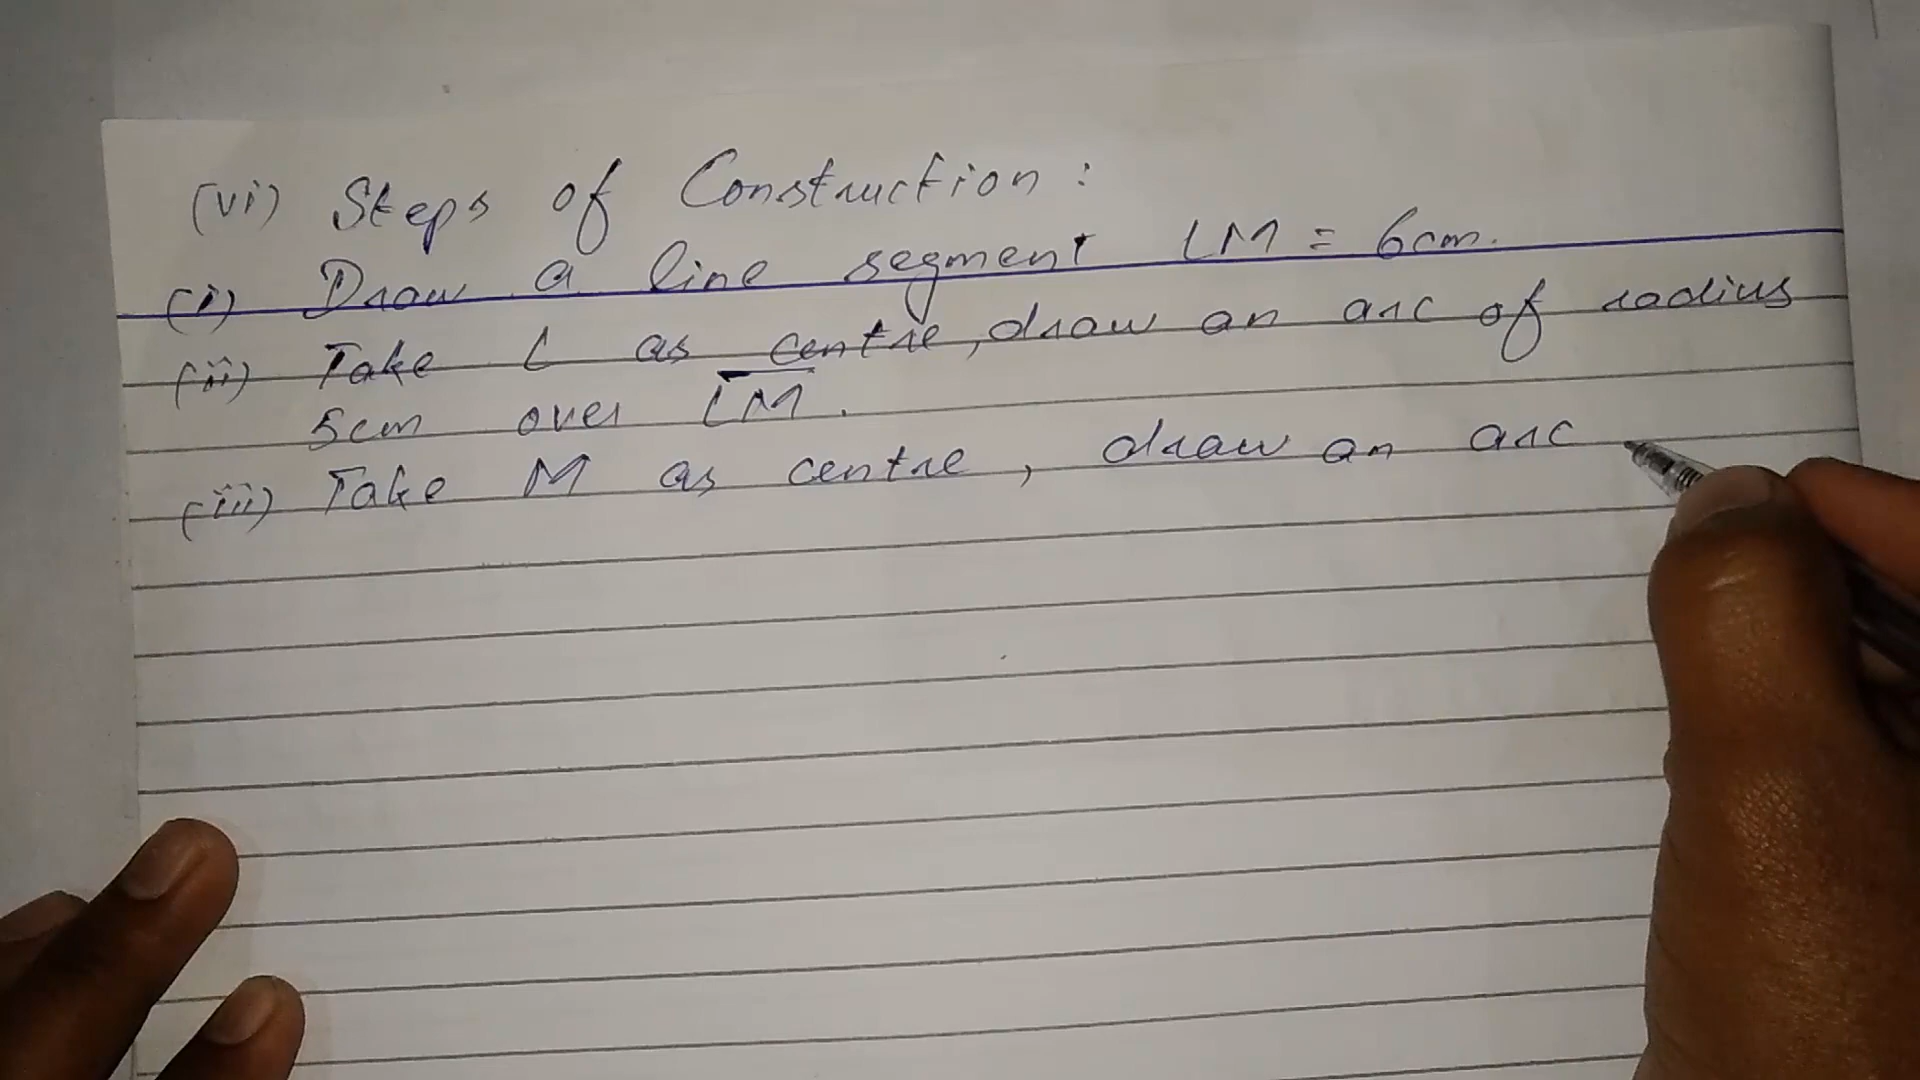 (vi) Steps of Construction:
(i) Draw a line segment LM = 6cm.
(ii) Take L as centre, draw an arc of radius
5cm over LM.
(iii) Take M as centre, draw an arc